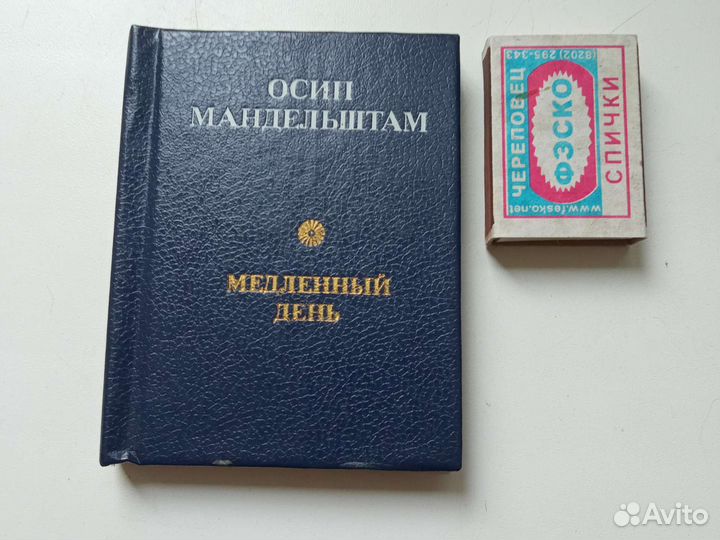 ОСИП
МАНДЕЛЬШТАМ
МЕДЛЕННЫЙ
ДЕНЬ
ЧЕРЕПОВЕЦ
ФЭСКО
СПИЧКИ
www.fesko.net
(8202) 295-343
Avito